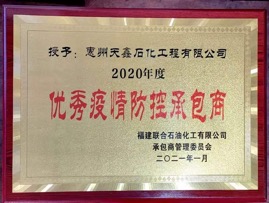 授予：惠州天鑫石化工程有限公司
2020年度
优秀疫情防控承包商
福建联合石油化工有限公司
承包商管理委员会
二〇二一年一月